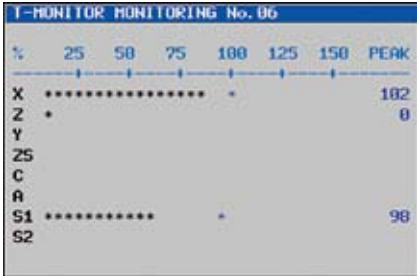 T-MONITOR MONITORING No.06
% 25 50 75 100 125 150 PEAK
X **************** * 102
Z * 0
Y
ZS
C
A
S1 *********** * 98
S2